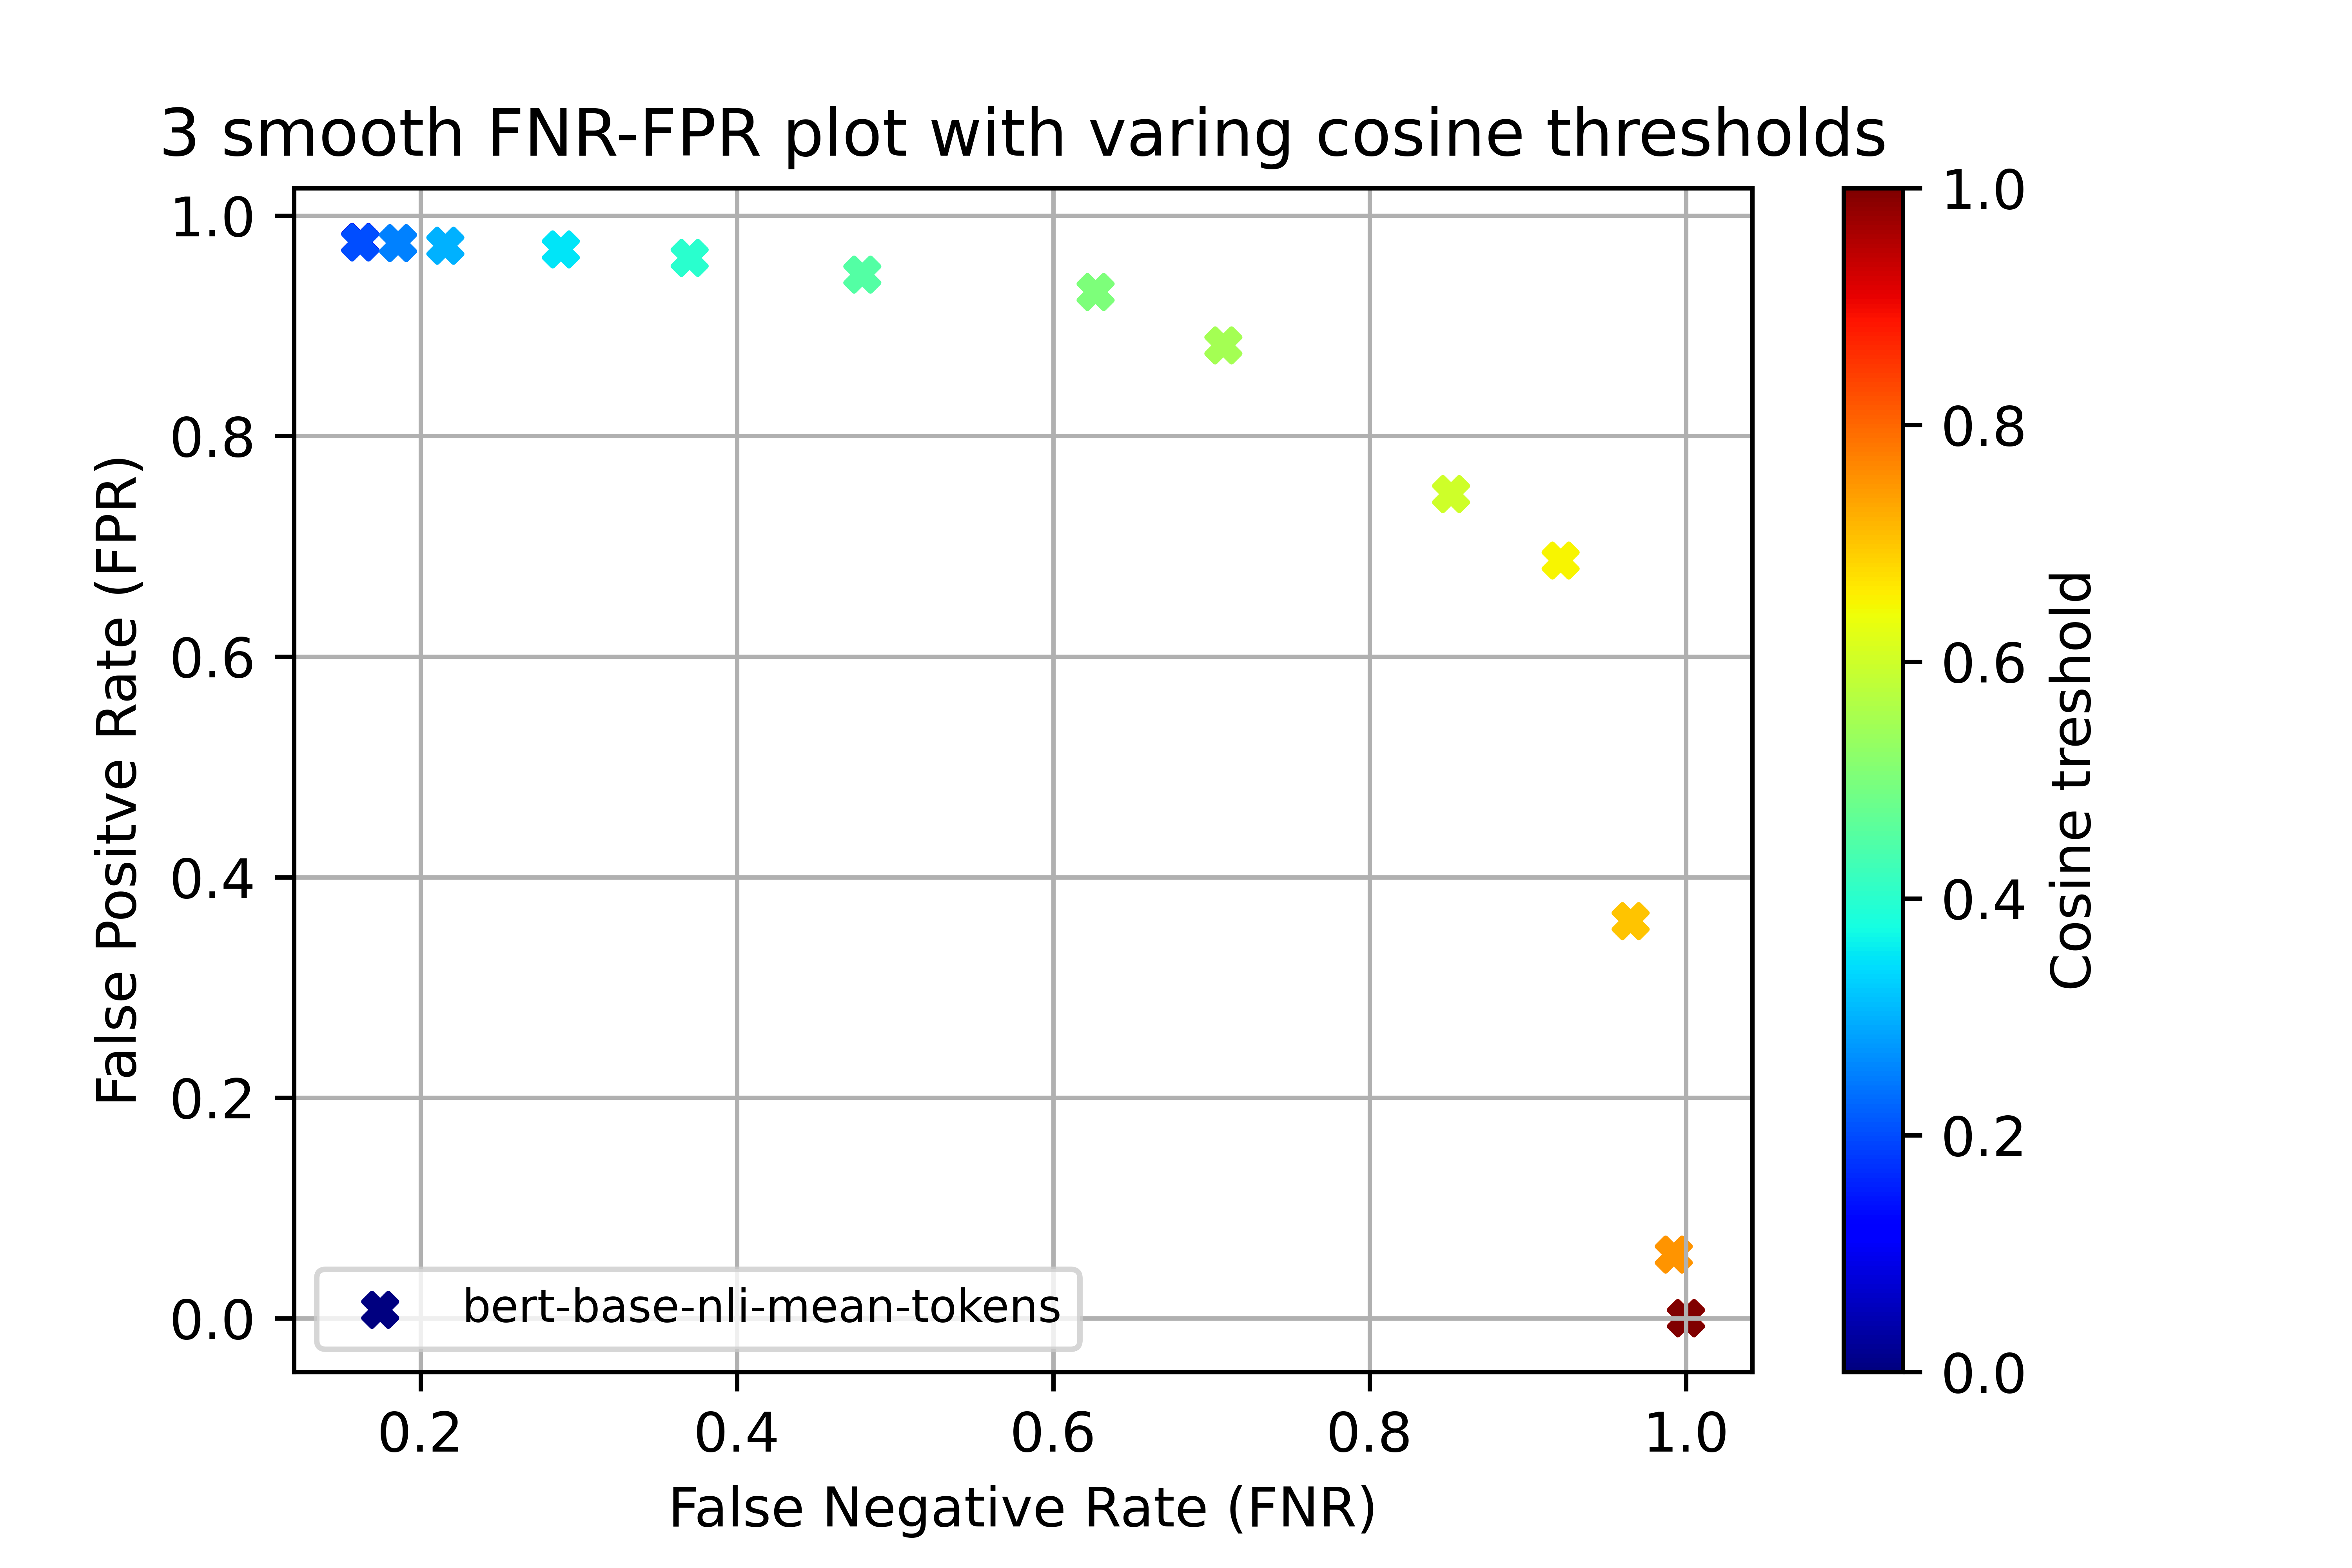 3 smooth FNR-FPR plot with varing cosine thresholds
1.0
0.8
0.6
0.4
0.2
0.0
False Positve Rate (FPR)
bert-base-nli-mean-tokens
0.2 0.4 0.6 0.8 1.0
False Negative Rate (FNR)
1.0
0.8
0.6
0.4
0.2
0.0
Cosine treshold